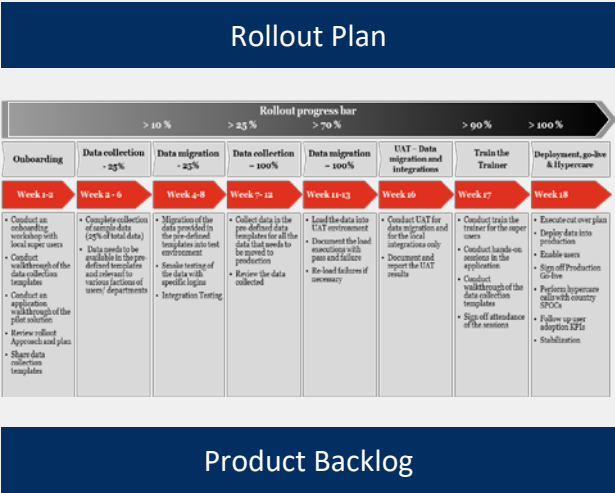 Rollout Plan
Rollout progress bar
> 10 %
> 25 %
> 70 %
> 90 %
> 100 %
Onboarding
Data collection
- 25%
Data migration
- 25%
Data collection
– 100%
Data migration
– 100%
UAT – Data
migration and
integrations
Train the
Trainer
Deployment, go-live
& Hypercare
Week 1-2
Week 2 - 6
Week 4-8
Week 7- 12
Week 11-13
Week 16
Week 17
Week 18
• Conduct an
onboarding
workshop with
local super users
• Conduct
walkthrough of the
data collection
templates
• Conduct an
application
walkthrough of the
pilot solution
• Review rollout
Approach and plan
• Share data
collection
templates
• Complete collection
of sample data
(25% of total data)
• Data needs to be
available in the pre-
defined templates
and relevant to
various factions of
users/ departments
• Migration of the
data provided in
the pre-defined
templates into test
environment
• Smoke testing of
the data with
specific logins
• Integration Testing
• Collect data in the
pre-defined data
templates for all the
data that needs to
be moved to
production
• Review the data
collected
• Load the data into
UAT environment
• Document the load
executions with
pass and failure
• Re-load failures if
necessary
• Conduct UAT for
data migration and
for the local
integrations only
• Document and
report the UAT
results
• Conduct train the
trainer for the super
users
• Conduct hands-on
sessions in the
application
• Conduct
walkthrough of the
data collection
templates
• Sign off attendance
of the sessions
• Execute cut over plan
• Deploy data into
production
• Enable users
• Sign off Production
Go-live
• Perform hypercare
calls with country
SPOCs
• Follow up user
adoption KPIs
• Stabilization
Product Backlog